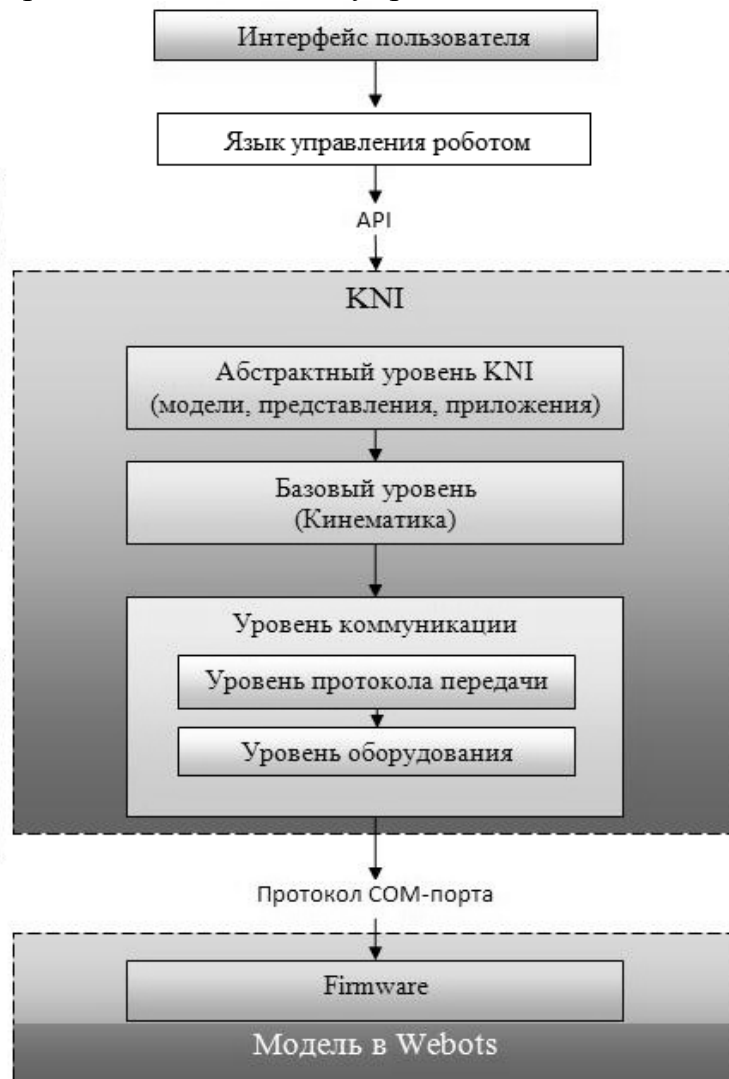 Интерфейс пользователя
Язык управления роботом
API
KNI
Абстрактный уровень KNI
(модели, представления, приложения)
Базовый уровень
(Кинематика)
Уровень коммуникации
Уровень протокола передачи
Уровень оборудования
Протокол COM-порта
Firmware
Модель в Webots